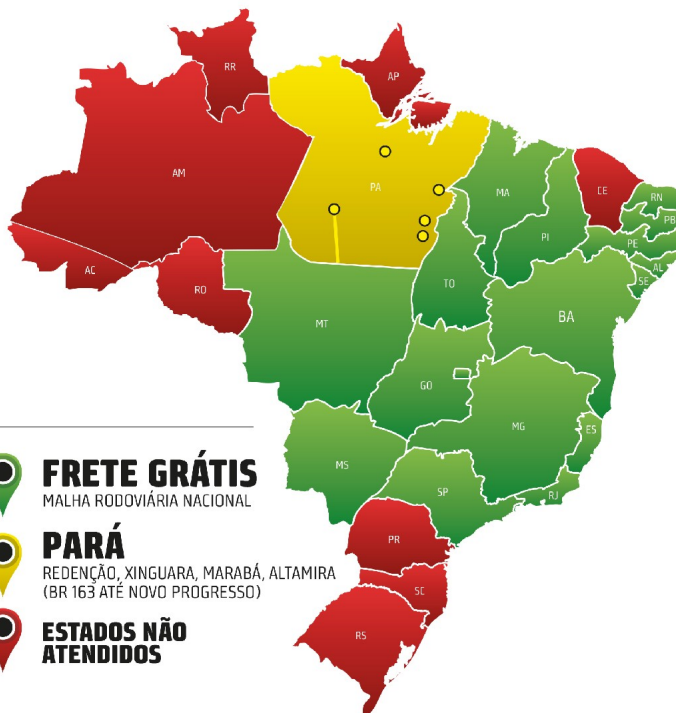 RR
AP
AM
PA
MA
CE
RN
PB
PI
PE
AL
SE
AC
RO
TO
BA
MT
GO
MG
ES
MS
SP
RJ
PR
SC
RS
FRETE GRÁTIS
MALHA RODOVIÁRIA NACIONAL
PARÁ
REDENÇÃO, XINGUARA, MARABÁ, ALTAMIRA
(BR 163 ATÉ NOVO PROGRESSO)
ESTADOS NÃO
ATENDIDOS